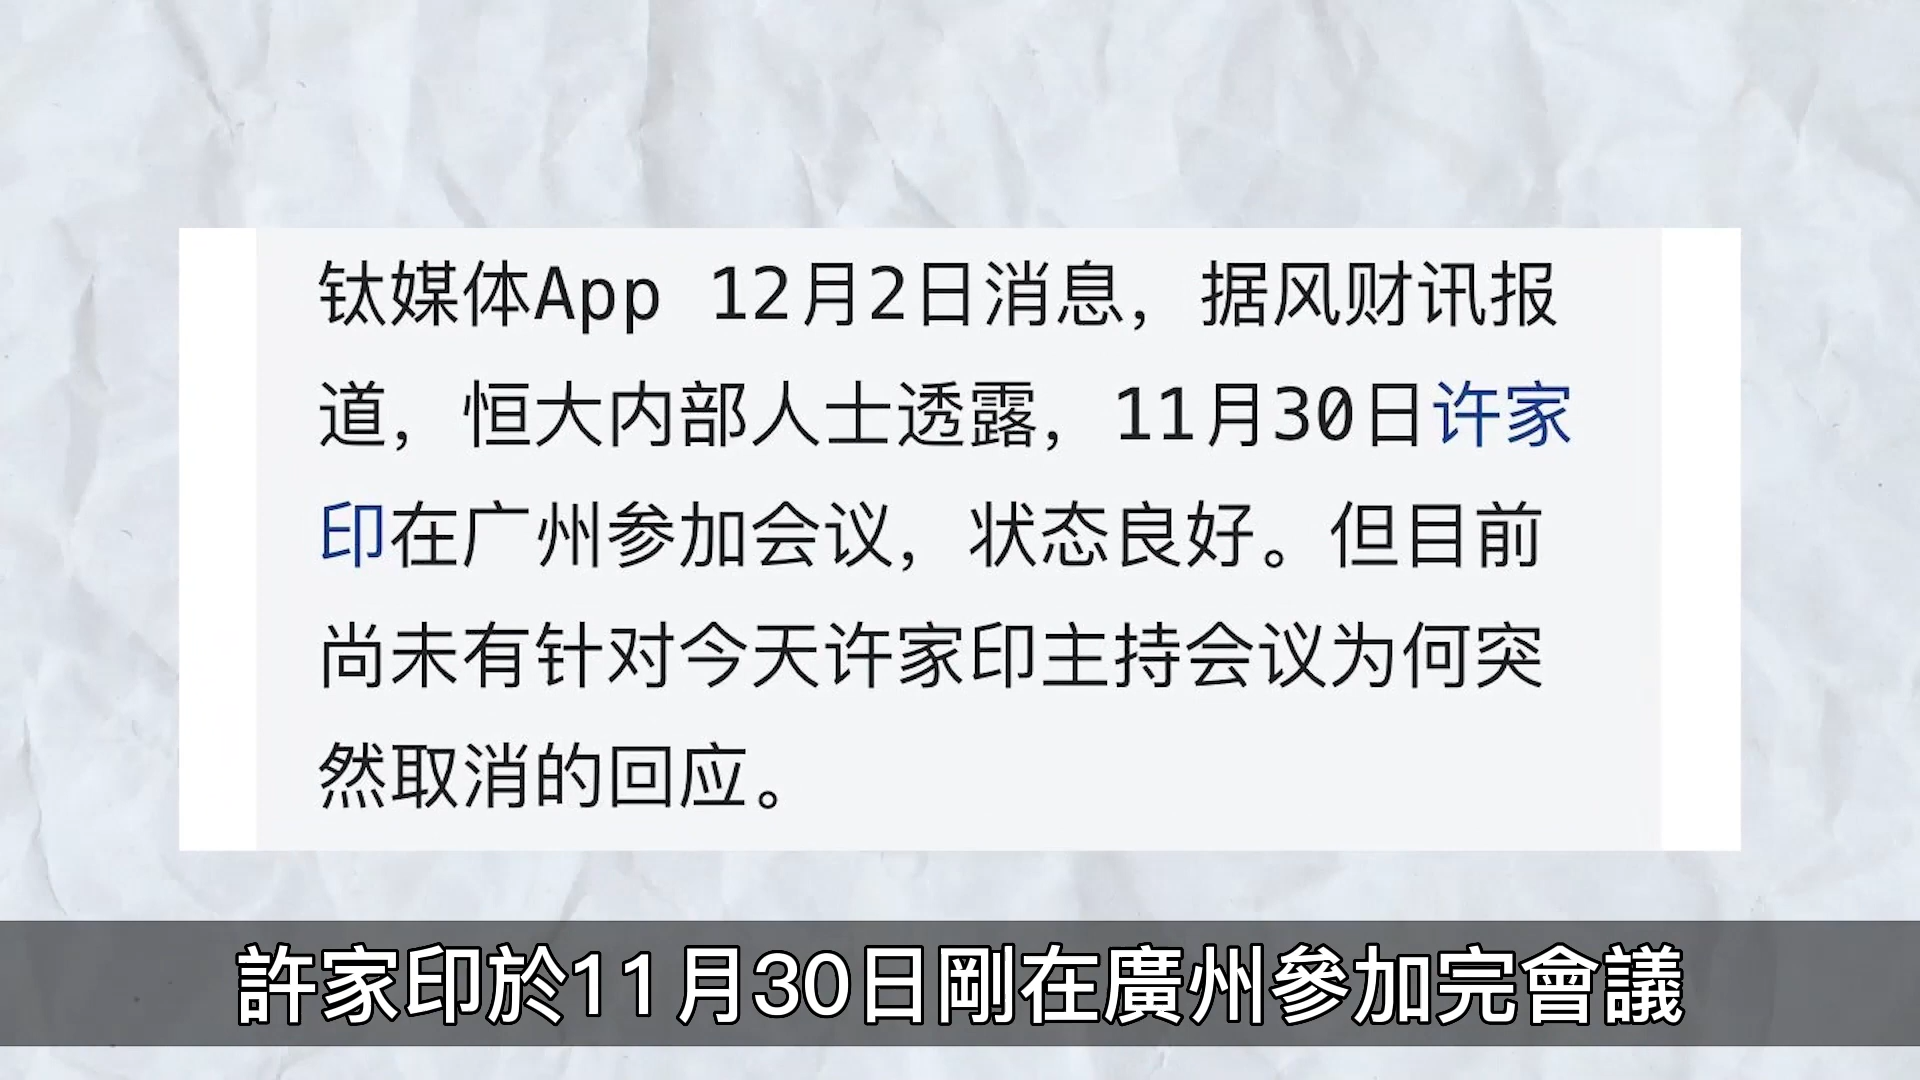 钛媒体App 12月2日消息，据风财讯报
道，恒大内部人士透露，11月30日许家
印在广州参加会议，状态良好。但目前
尚未有针对今天许家印主持会议为何突
然取消的回应。
許家印於11月30日剛在廣州參加完會議